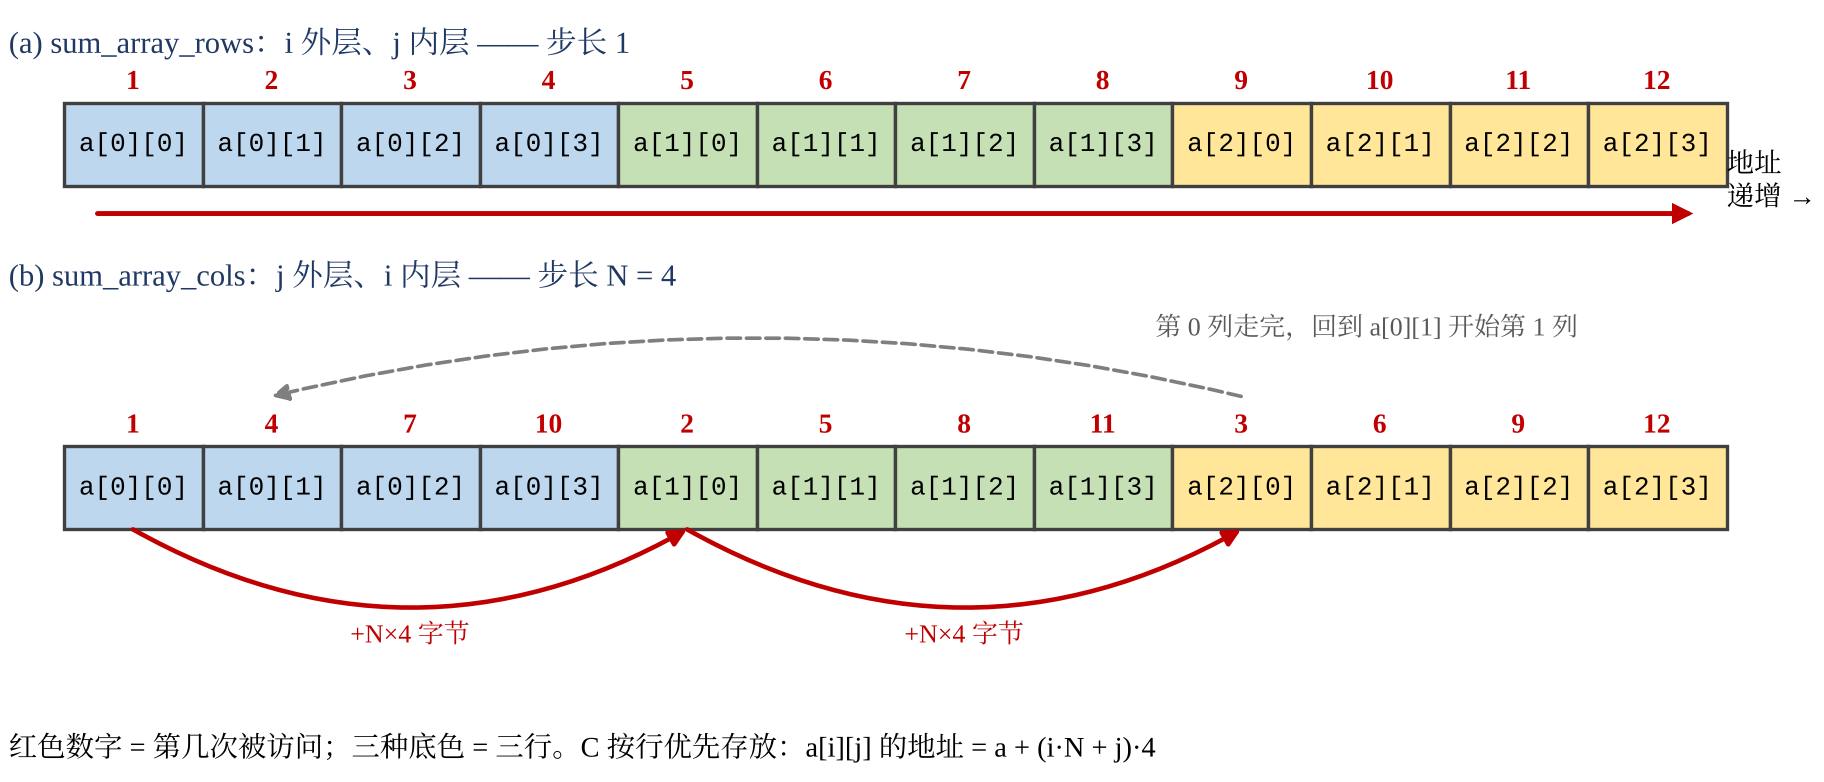 (a) sum_array_rows：i 外层、j 内层 —— 步长 1
1 2 3 4 5 6 7 8 9 10 11 12
a[0][0] a[0][1] a[0][2] a[0][3] a[1][0] a[1][1] a[1][2] a[1][3] a[2][0] a[2][1] a[2][2] a[2][3]
地址
递增 →
(b) sum_array_cols：j 外层、i 内层 —— 步长 N = 4
第 0 列走完，回到 a[0][1] 开始第 1 列
1 4 7 10 2 5 8 11 3 6 9 12
a[0][0] a[0][1] a[0][2] a[0][3] a[1][0] a[1][1] a[1][2] a[1][3] a[2][0] a[2][1] a[2][2] a[2][3]
+N×4 字节 +N×4 字节
红色数字 = 第几次被访问；三种底色 = 三行。C 按行优先存放：a[i][j] 的地址 = a + (i·N + j)·4